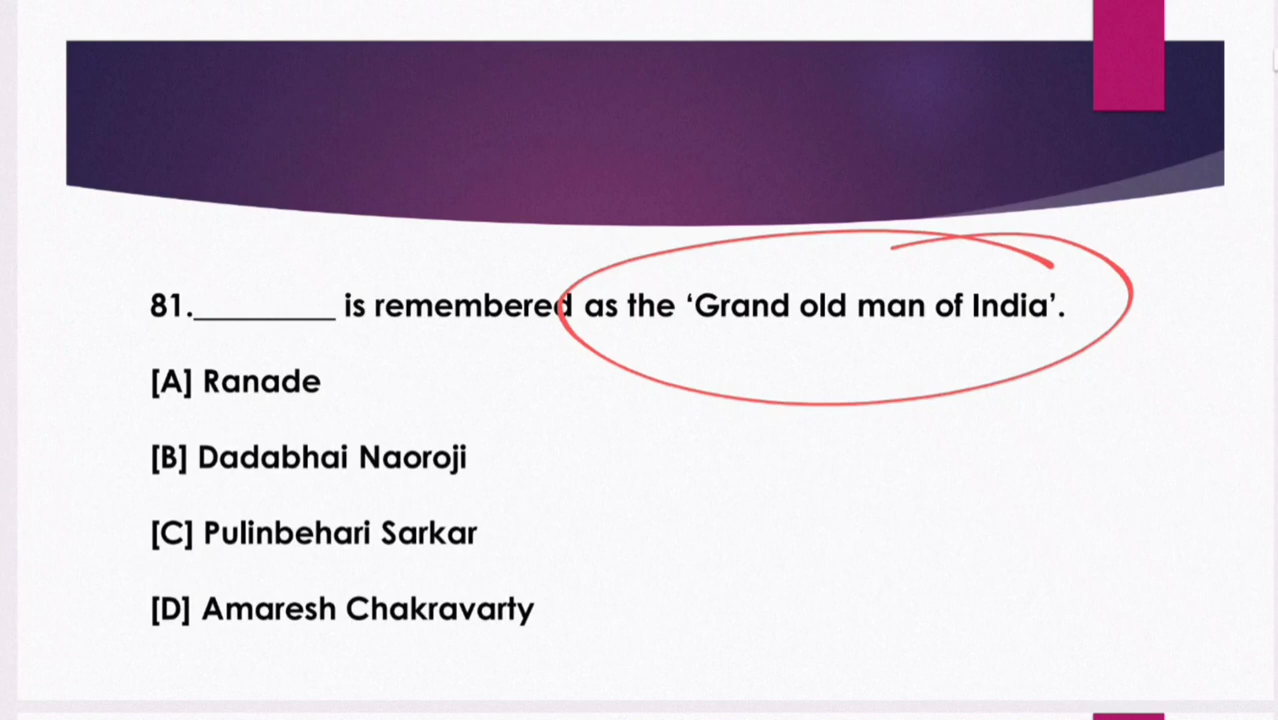 81.__________ is remembered as the ‘Grand old man of India’.
[A] Ranade
[B] Dadabhai Naoroji
[C] Pulinbehari Sarkar
[D] Amaresh Chakravarty